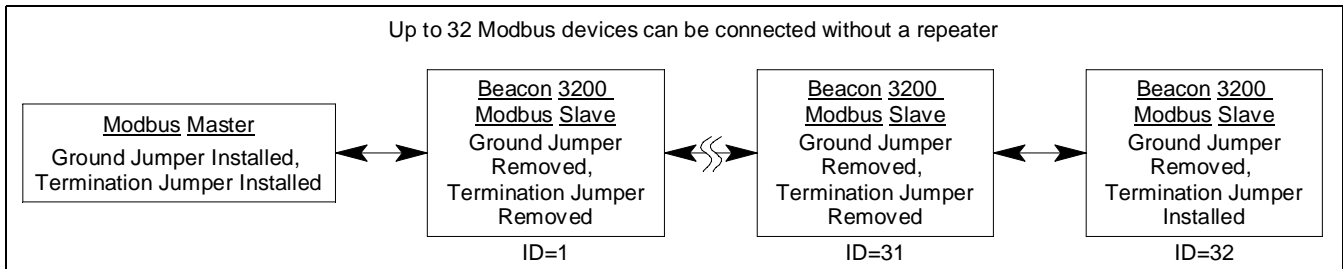 Up to 32 Modbus devices can be connected without a repeater
Modbus Master
Ground Jumper Installed,
Termination Jumper Installed
Beacon 3200
Modbus Slave
Ground Jumper
Removed,
Termination Jumper
Removed
ID=1
Beacon 3200
Modbus Slave
Ground Jumper
Removed,
Termination Jumper
Removed
ID=31
Beacon 3200
Modbus Slave
Ground Jumper
Removed,
Termination Jumper
Installed
ID=32